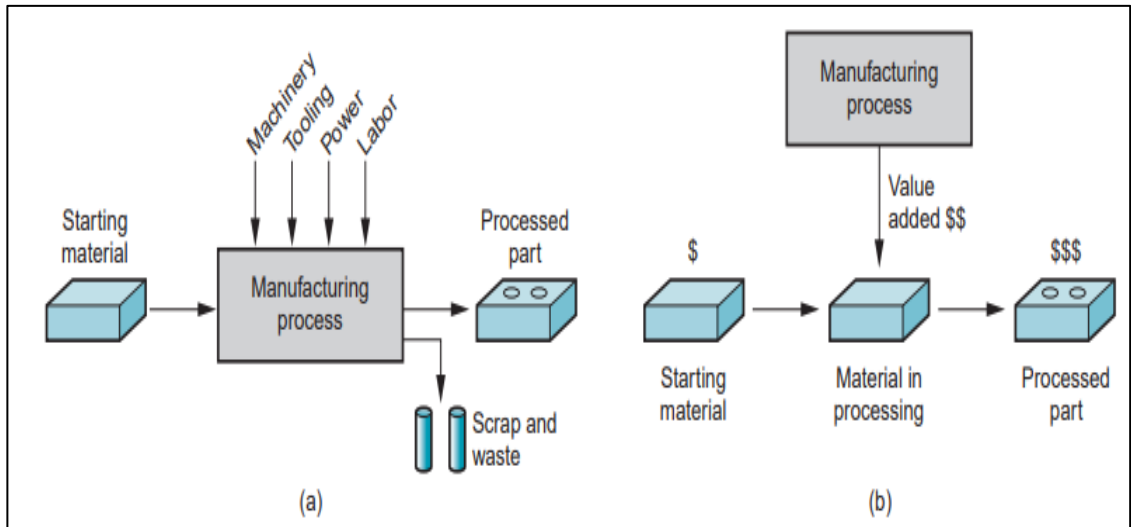 Machinery
Tooling
Power
Labor
Starting
material
Manufacturing
process
Processed
part
Scrap and
waste
(a)
Manufacturing
process
Value
added $$
$
$$$
Starting
material
Material in
processing
Processed
part
(b)